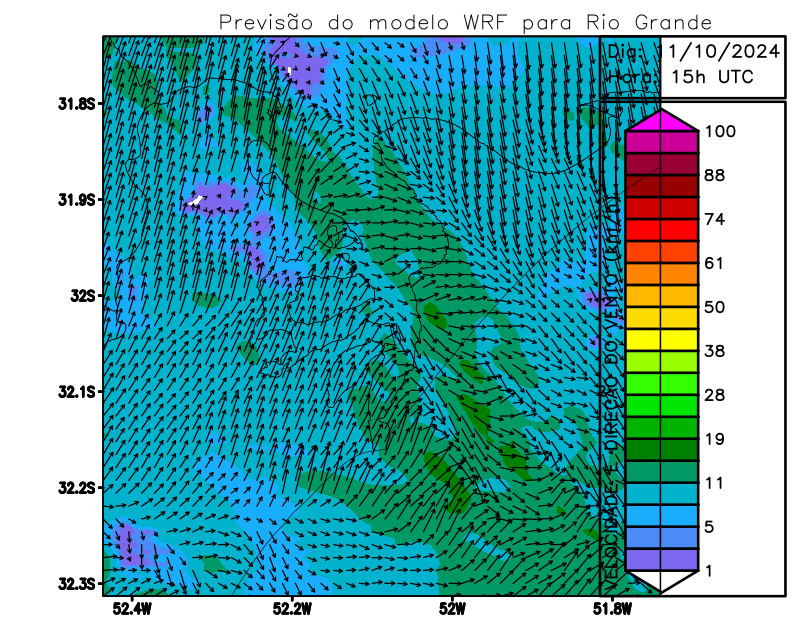 Previsão do modelo WRF para Rio Grande
Dia: 11/10/2024
Hora: 15h UTC
31.8S
31.9S
32S
32.1S
32.2S
32.3S
52.4W
52.2W
52W
51.8W
VELOCIDADE E DIREÇÃO DO VENTO (km/h)
100
88
74
61
50
38
28
19
11
5
1